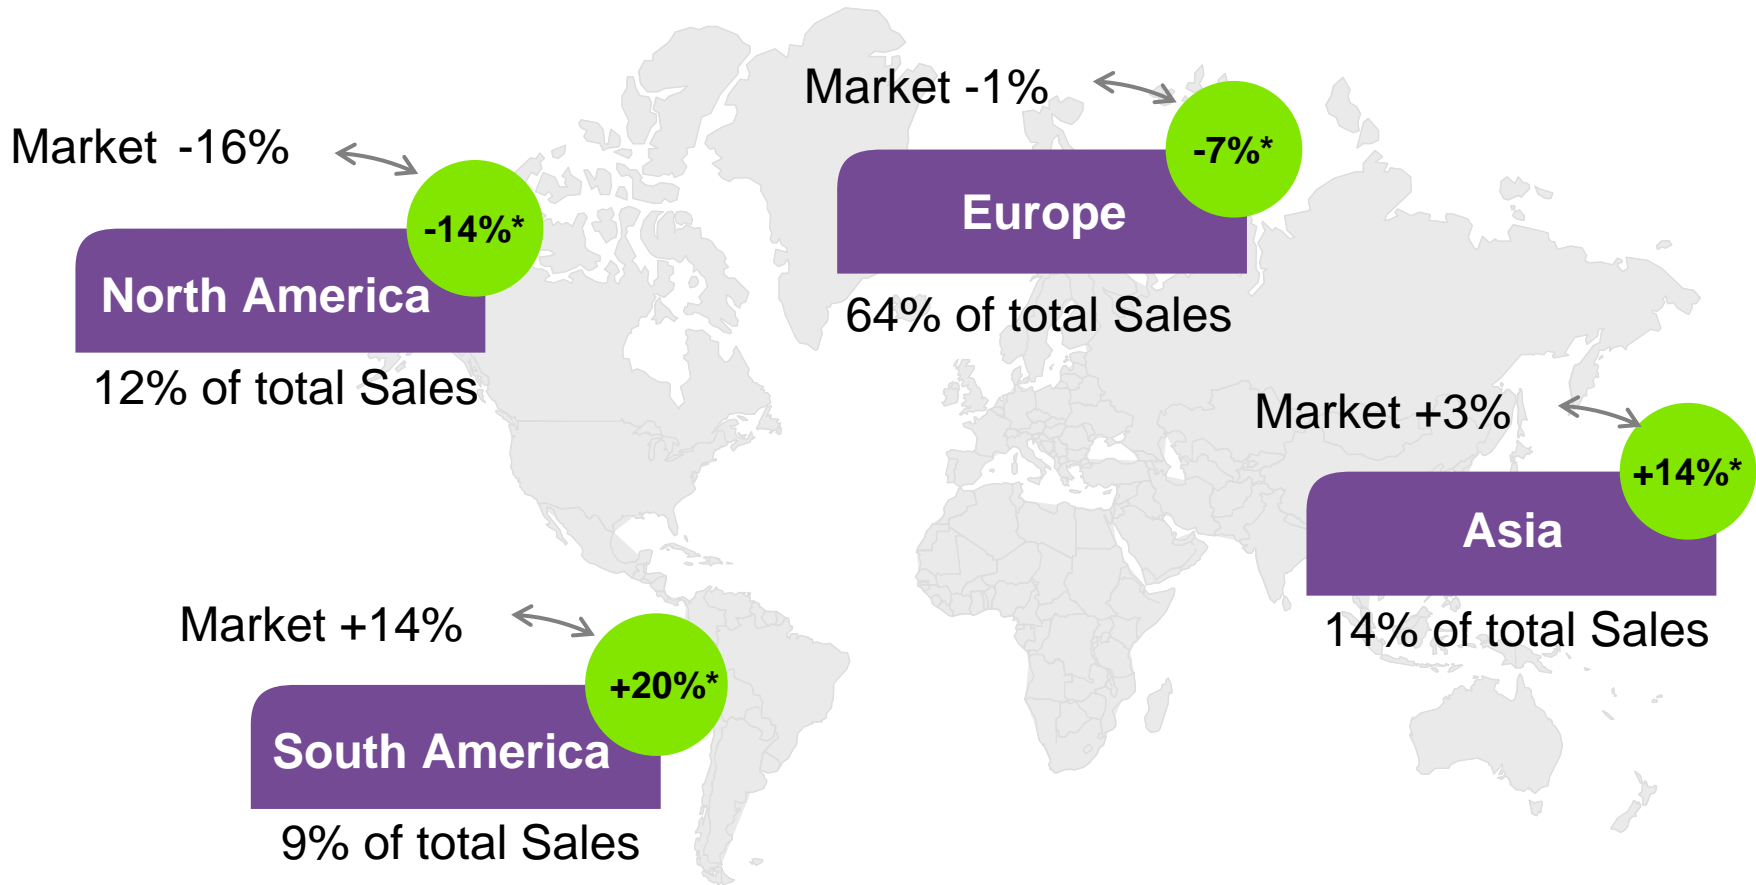 Market -16%
-14%*
North America
12% of total Sales
Market -1%
-7%*
Europe
64% of total Sales
Market +3%
+14%*
Asia
14% of total Sales
Market +14%
+20%*
South America
9% of total Sales